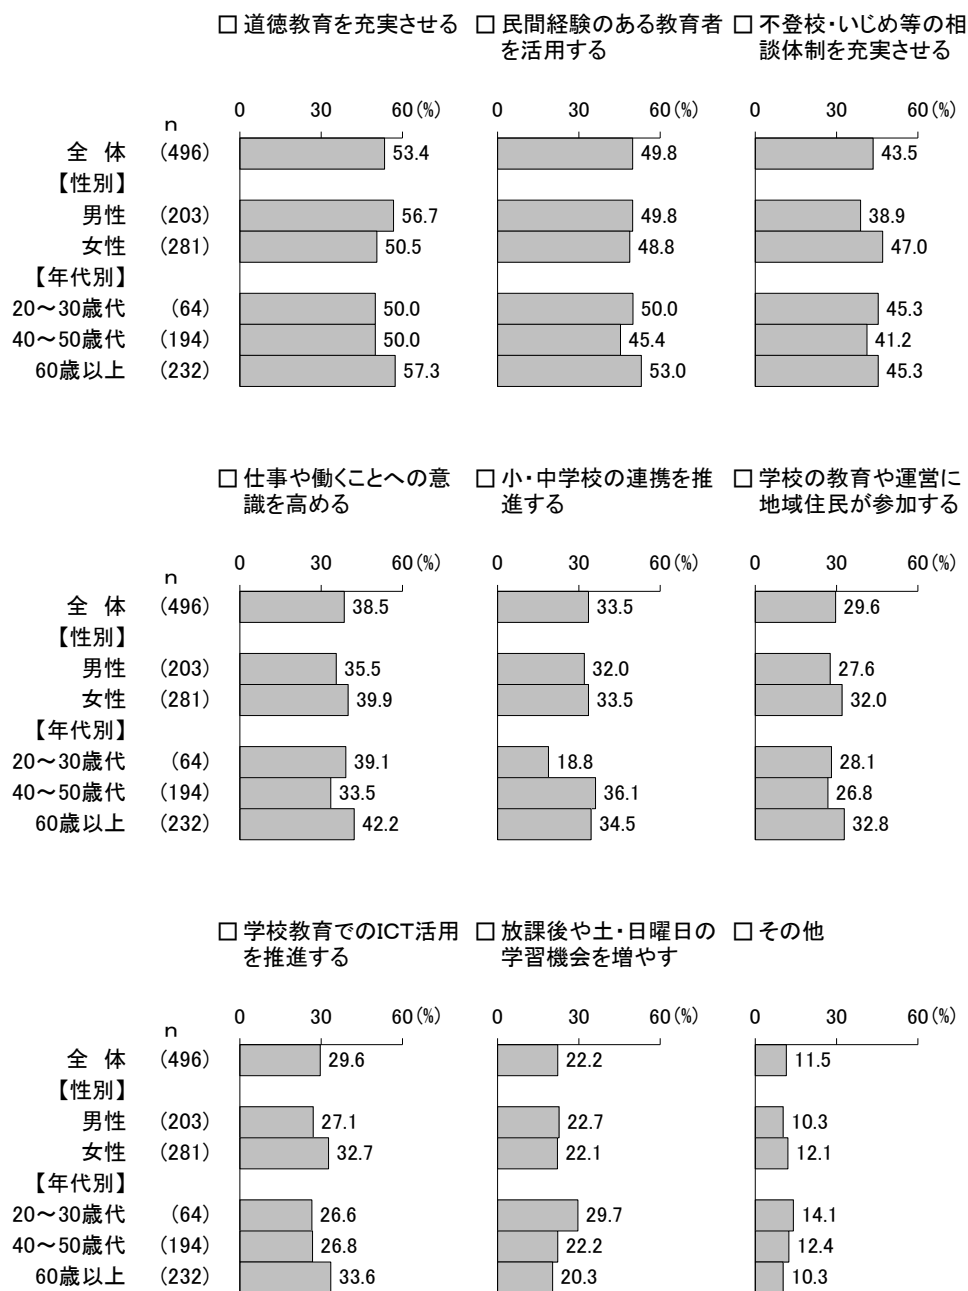 □ 道徳教育を充実させる □ 民間経験のある教育者 □ 不登校・いじめ等の相
を活用する 談体制を充実させる
0 30 60(%) 0 30 60(%) 0 30 60(%)
n
全 体 (496) 53.4 49.8 43.5
【性別】
男性 (203) 56.7 49.8 38.9
女性 (281) 50.5 48.8 47.0
【年代別】
20～30歳代 (64) 50.0 50.0 45.3
40～50歳代 (194) 50.0 45.4 41.2
60歳以上 (232) 57.3 53.0 45.3
□ 仕事や働くことへの意 □ 小・中学校の連携を推 □ 学校の教育や運営に
識を高める 進する 地域住民が参加する
0 30 60(%) 0 30 60(%) 0 30 60(%)
n
全 体 (496) 38.5 33.5 29.6
【性別】
男性 (203) 35.5 32.0 27.6
女性 (281) 39.9 33.5 32.0
【年代別】
20～30歳代 (64) 39.1 18.8 28.1
40～50歳代 (194) 33.5 36.1 26.8
60歳以上 (232) 42.2 34.5 32.8
□ 学校教育でのICT活用 □ 放課後や土・日曜日の □ その他
を推進する 学習機会を増やす
0 30 60(%) 0 30 60(%) 0 30 60(%)
n
全 体 (496) 29.6 22.2 11.5
【性別】
男性 (203) 27.1 22.7 10.3
女性 (281) 32.7 22.1 12.1
【年代別】
20～30歳代 (64) 26.6 29.7 14.1
40～50歳代 (194) 26.8 22.2 12.4
60歳以上 (232) 33.6 20.3 10.3